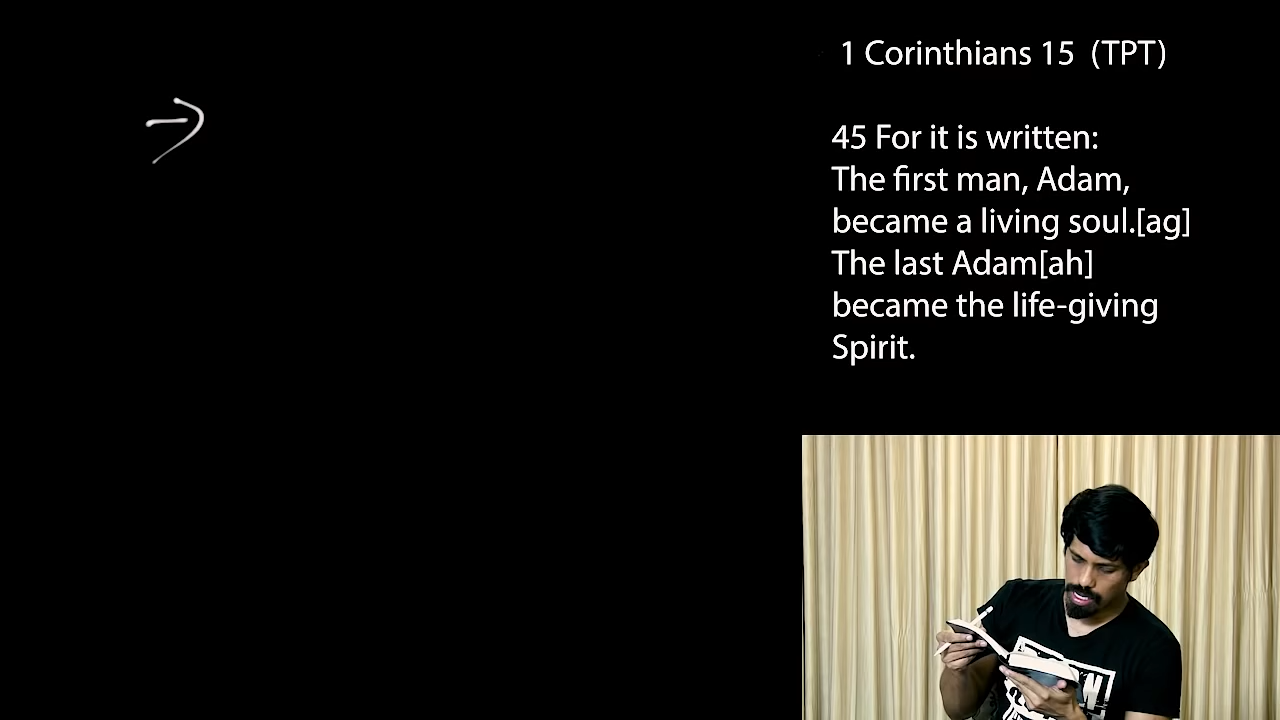 1 Corinthians 15 (TPT)
45 For it is written:
The first man, Adam,
became a living soul.[ag]
The last Adam[ah]
became the life-giving
Spirit.